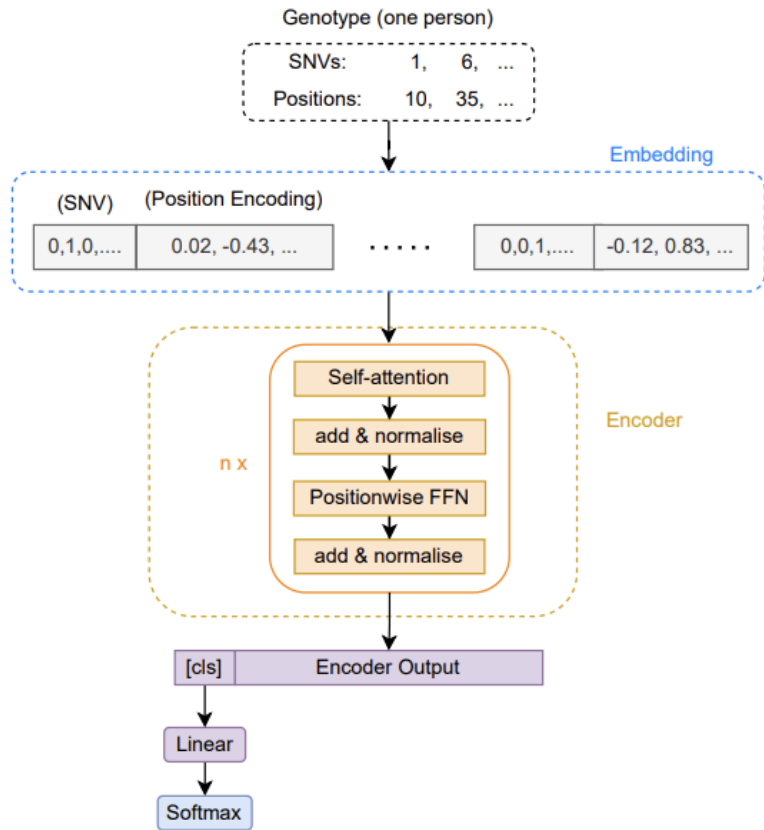 Genotype (one person)
SNVs: 1, 6, ...
Positions: 10, 35, ...
Embedding
(SNV) (Position Encoding)
0,1,0,.... 0.02, -0.43, ... ..... 0,0,1,.... -0.12, 0.83, ...
Self-attention
add & normalise
Encoder
n x
Positionwise FFN
add & normalise
[cls] Encoder Output
Linear
Softmax